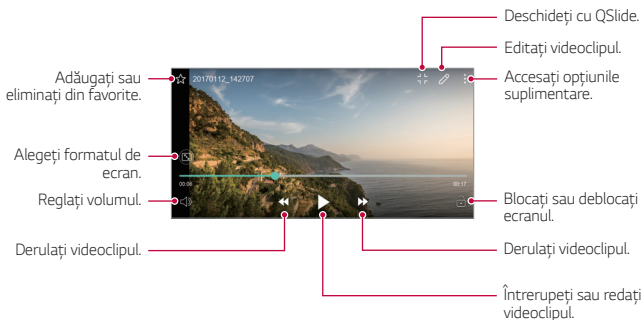 Deschideți cu QSlide.
Editați videoclipul.
Adăugați sau
eliminați din favorite.
20170112_142707
Accesați opțiunile
suplimentare.
Alegeți formatul de
ecran.
00:06
00:17
Reglați volumul.
Blocați sau deblocați
ecranul.
Derulați videoclipul.
Derulați videoclipul.
Întrerupeți sau redați
videoclipul.